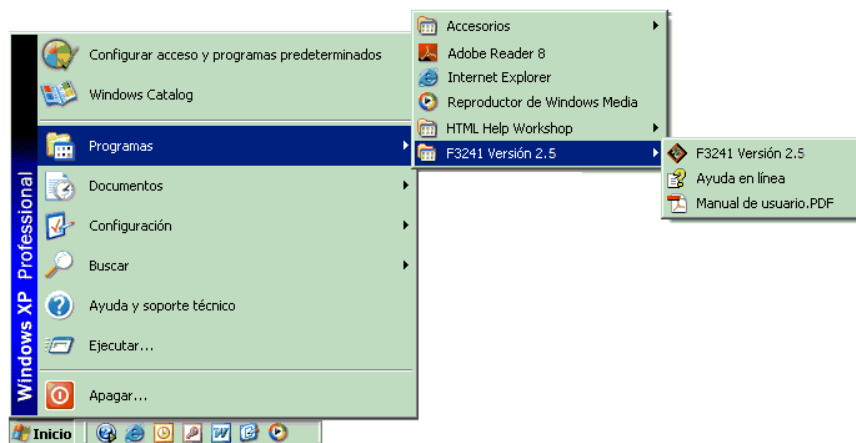 Configurar acceso y programas predeterminados
Windows Catalog
Programas
Documentos
Configuración
Buscar
Ayuda y soporte técnico
Ejecutar...
Apagar...
Windows XP Professional
Inicio
Accesorios
Adobe Reader 8
Internet Explorer
Reproductor de Windows Media
HTML Help Workshop
F3241 Versión 2.5
F3241 Versión 2.5
Ayuda en línea
Manual de usuario.PDF